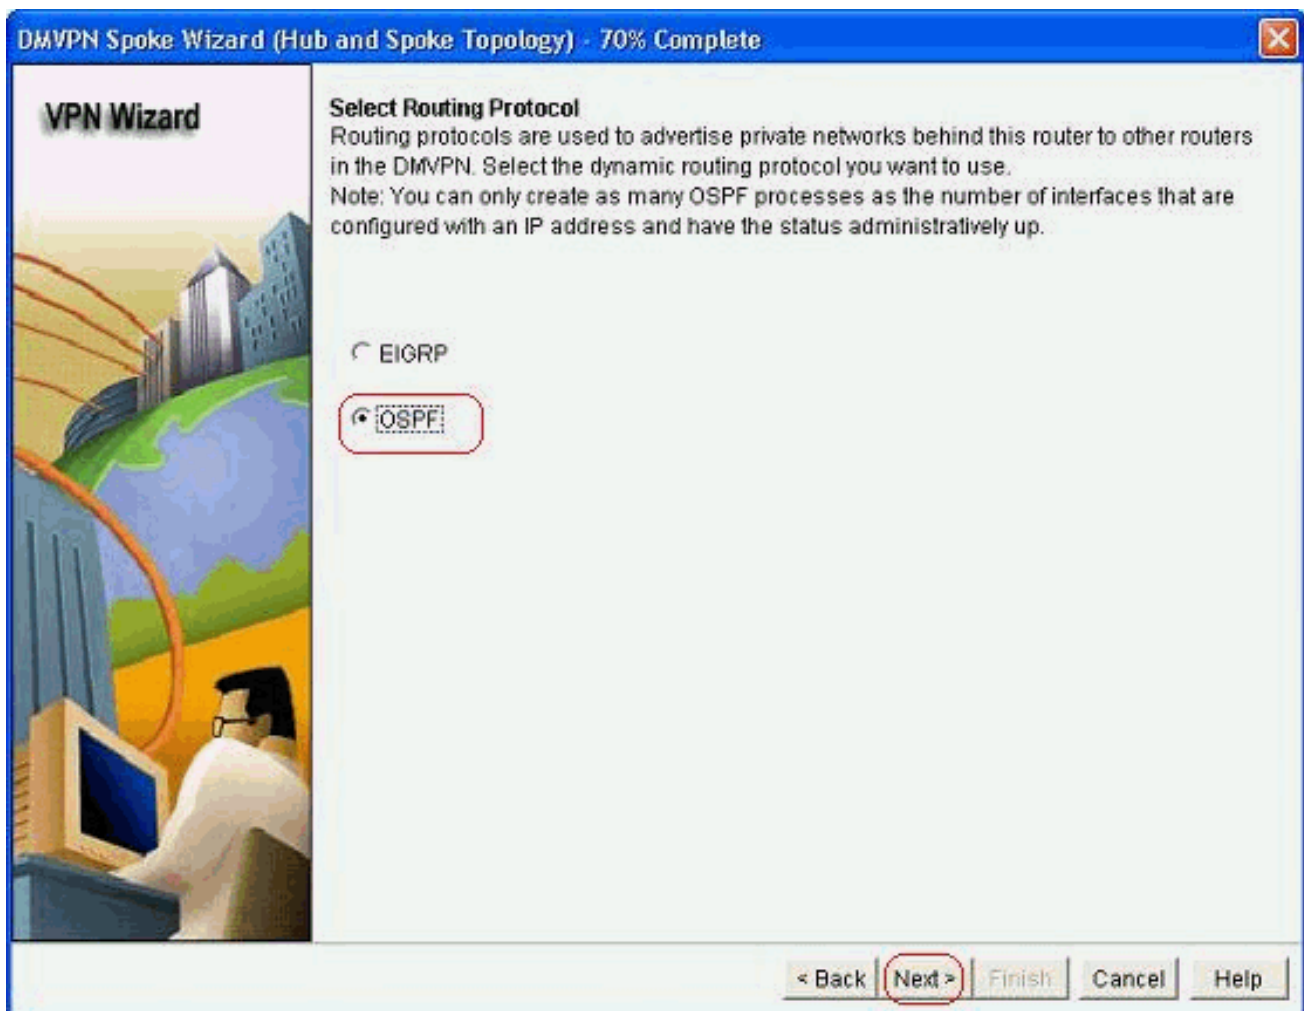 DMVPN Spoke Wizard (Hub and Spoke Topology) - 70% Complete
VPN Wizard
Select Routing Protocol
Routing protocols are used to advertise private networks behind this router to other routers
in the DMVPN. Select the dynamic routing protocol you want to use.
Note: You can only create as many OSPF processes as the number of interfaces that are
configured with an IP address and have the status administratively up.
EIGRP
OSPF
< Back Next > Finish Cancel Help